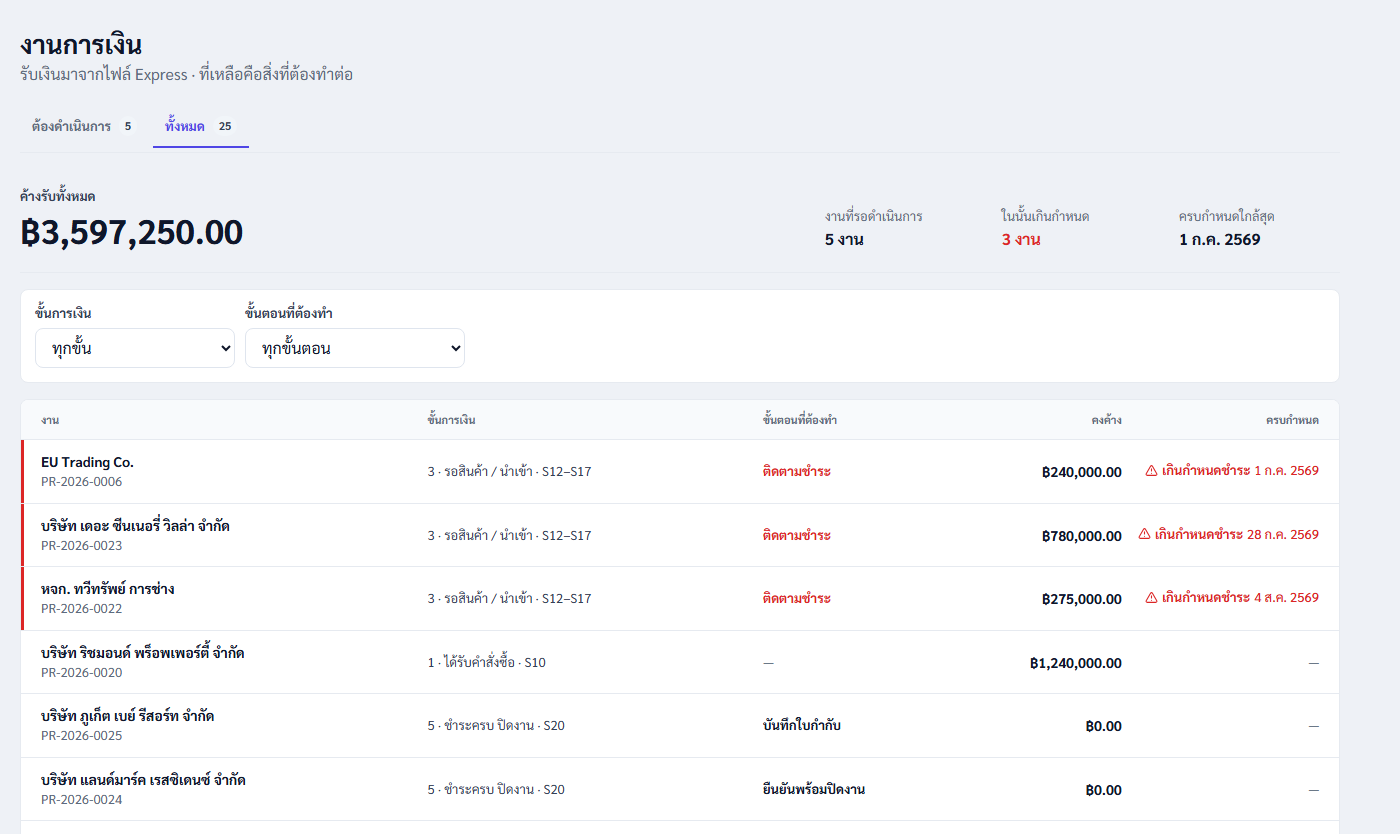 งานการเงิน
รับเงินมาจากไฟล์ Express · ที่เหลือคือสิ่งที่ต้องทำต่อ
ต้องดำเนินการ 5 ทั้งหมด 25
ค้างรับทั้งหมด
฿3,597,250.00
งานที่รอดำเนินการ ในนั้นเกินกำหนด ครบกำหนดใกล้สุด
5 งาน 3 งาน 1 ก.ค. 2569
ขั้นการเงิน ขั้นตอนที่ต้องทำ
ทุกขั้น ทุกขั้นตอน
งาน ขั้นการเงิน ขั้นตอนที่ต้องทำ คงค้าง ครบกำหนด
EU Trading Co.
PR-2026-0006
3 · รอสินค้า / นำเข้า · S12–S17 ติดตามชำระ ฿240,000.00 เกินกำหนดชำระ 1 ก.ค. 2569
บริษัท เดอะ ซีนเนอรี่ วิลล่า จำกัด
PR-2026-0023
3 · รอสินค้า / นำเข้า · S12–S17 ติดตามชำระ ฿780,000.00 เกินกำหนดชำระ 28 ก.ค. 2569
หจก. ทวีทรัพย์ การช่าง
PR-2026-0022
3 · รอสินค้า / นำเข้า · S12–S17 ติดตามชำระ ฿275,000.00 เกินกำหนดชำระ 4 ส.ค. 2569
บริษัท ริชมอนด์ พร็อพเพอร์ตี้ จำกัด
PR-2026-0020
1 · ได้รับคำสั่งซื้อ · S10 — ฿1,240,000.00 —
บริษัท ภูเก็ต เบย์ รีสอร์ท จำกัด
PR-2026-0025
5 · ชำระครบ ปิดงาน · S20 บันทึกใบกำกับ ฿0.00 —
บริษัท แลนด์มาร์ค เรสซิเดนซ์ จำกัด
PR-2026-0024
5 · ชำระครบ ปิดงาน · S20 ยืนยันพร้อมปิดงาน ฿0.00 —